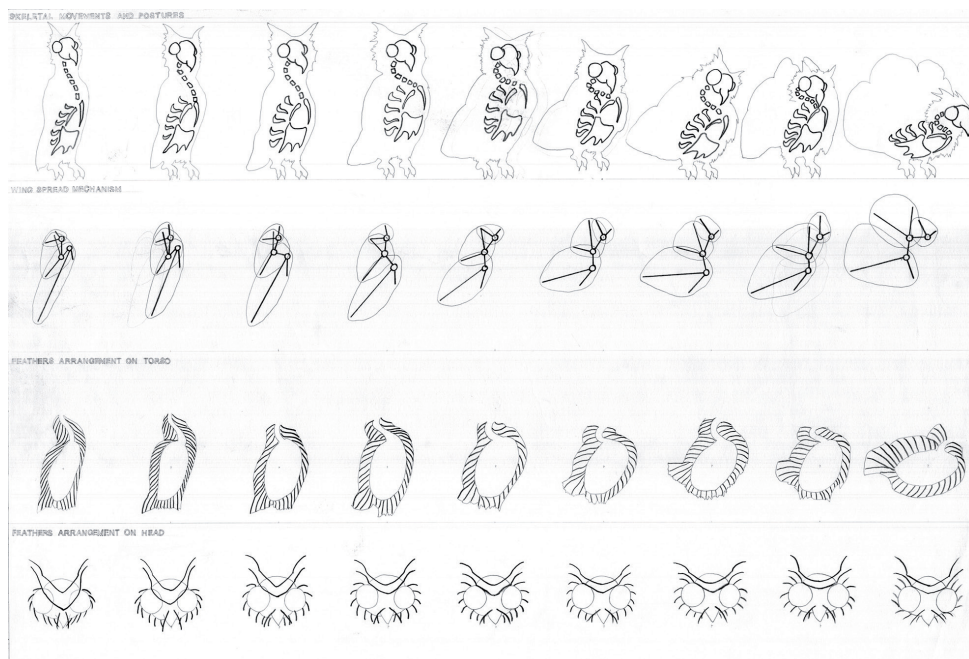 SKELETAL MOVEMENTS AND POSTURES
WING SPREAD MECHANISM
FEATHERS ARRANGEMENT ON TORSO
FEATHERS ARRANGEMENT ON HEAD